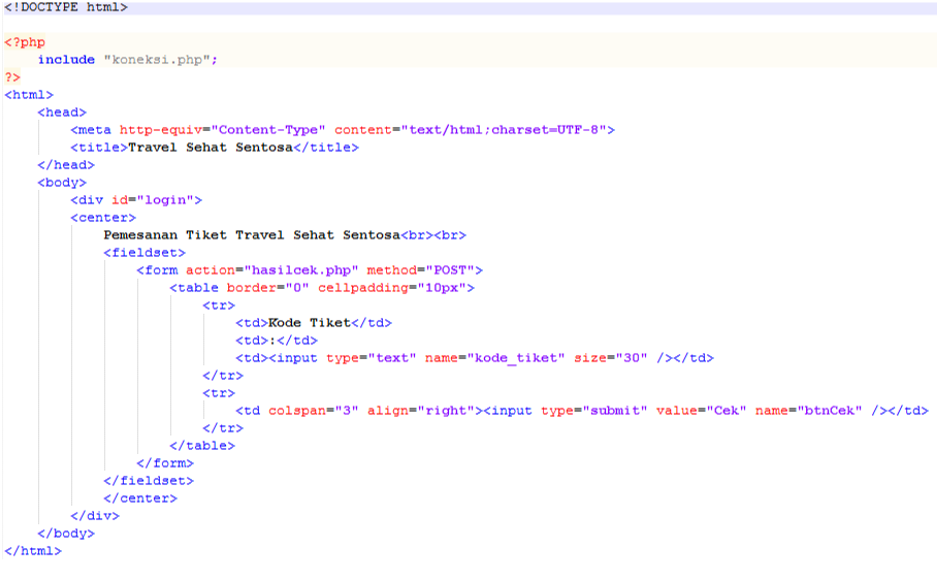 <!DOCTYPE html>
<?php
include "koneksi.php";
?>
<html>
<head>
<meta http-equiv="Content-Type" content="text/html;charset=UTF-8">
<title>Travel Sehat Sentosa</title>
</head>
<body>
<div id="login">
<center>
Pemesanan Tiket Travel Sehat Sentosa<br><br>
<fieldset>
<form action="hasilcek.php" method="POST">
<table border="0" cellpadding="10px">
<tr>
<td>Kode Tiket</td>
<td>:</td>
<td><input type="text" name="kode_tiket" size="30" /></td>
</tr>
<tr>
<td colspan="3" align="right"><input type="submit" value="Cek" name="btnCek" /></td>
</tr>
</table>
</form>
</fieldset>
</center>
</div>
</body>
</html>